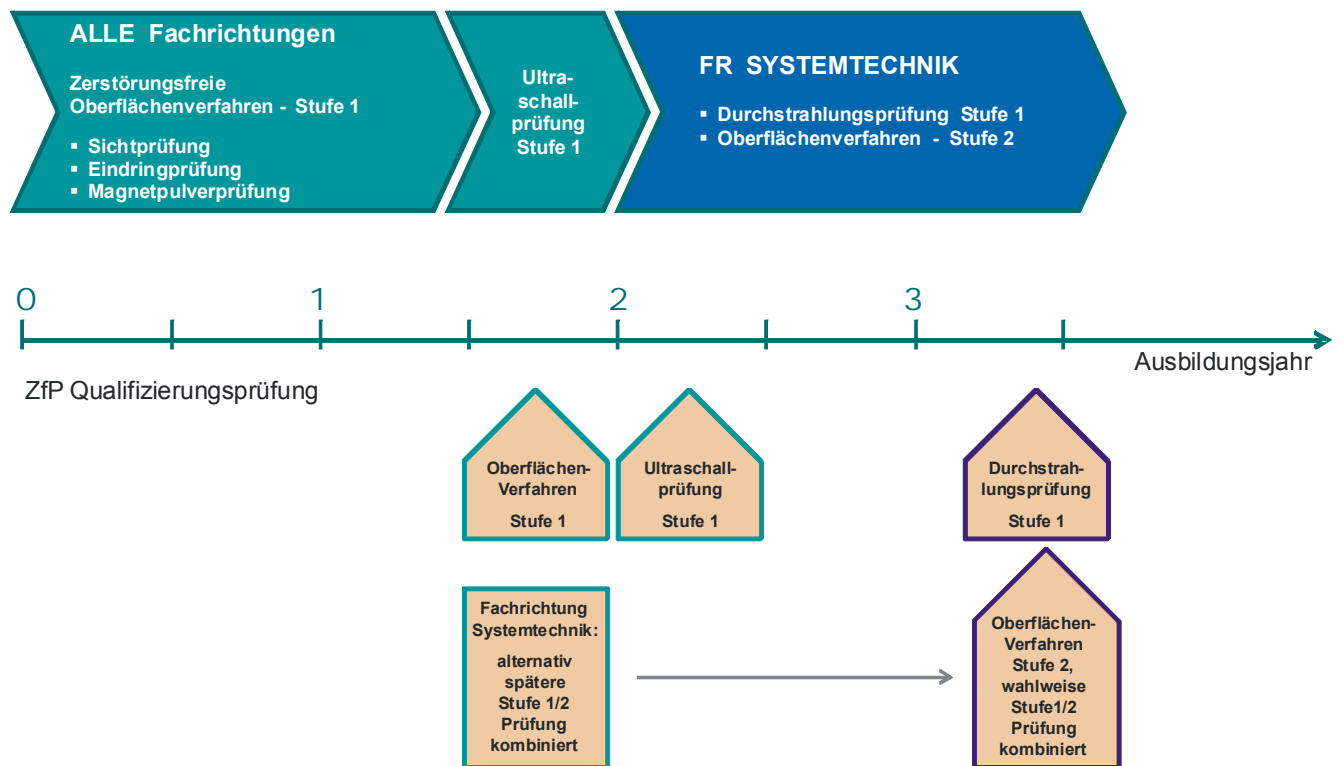 ALLE Fachrichtungen
Zerstörungsfreie
Oberflächenverfahren - Stufe 1
▪ Sichtprüfung
▪ Eindringprüfung
▪ Magnetpulverprüfung
Ultra-
schall-
prüfung
Stufe 1
FR SYSTEMTECHNIK
▪ Durchstrahlungsprüfung Stufe 1
▪ Oberflächenverfahren - Stufe 2
0
1
2
3
Ausbildungsjahr
ZfP Qualifizierungsprüfung
Oberflächen-
Verfahren
Stufe 1
Ultraschall-
prüfung
Stufe 1
Durchstrah-
lungsprüfung
Stufe 1
Fachrichtung
Systemtechnik:
alternativ
spätere
Stufe 1/2
Prüfung
kombiniert
Oberflächen-
Verfahren
Stufe 2,
wahlweise
Stufe1/2
Prüfung
kombiniert